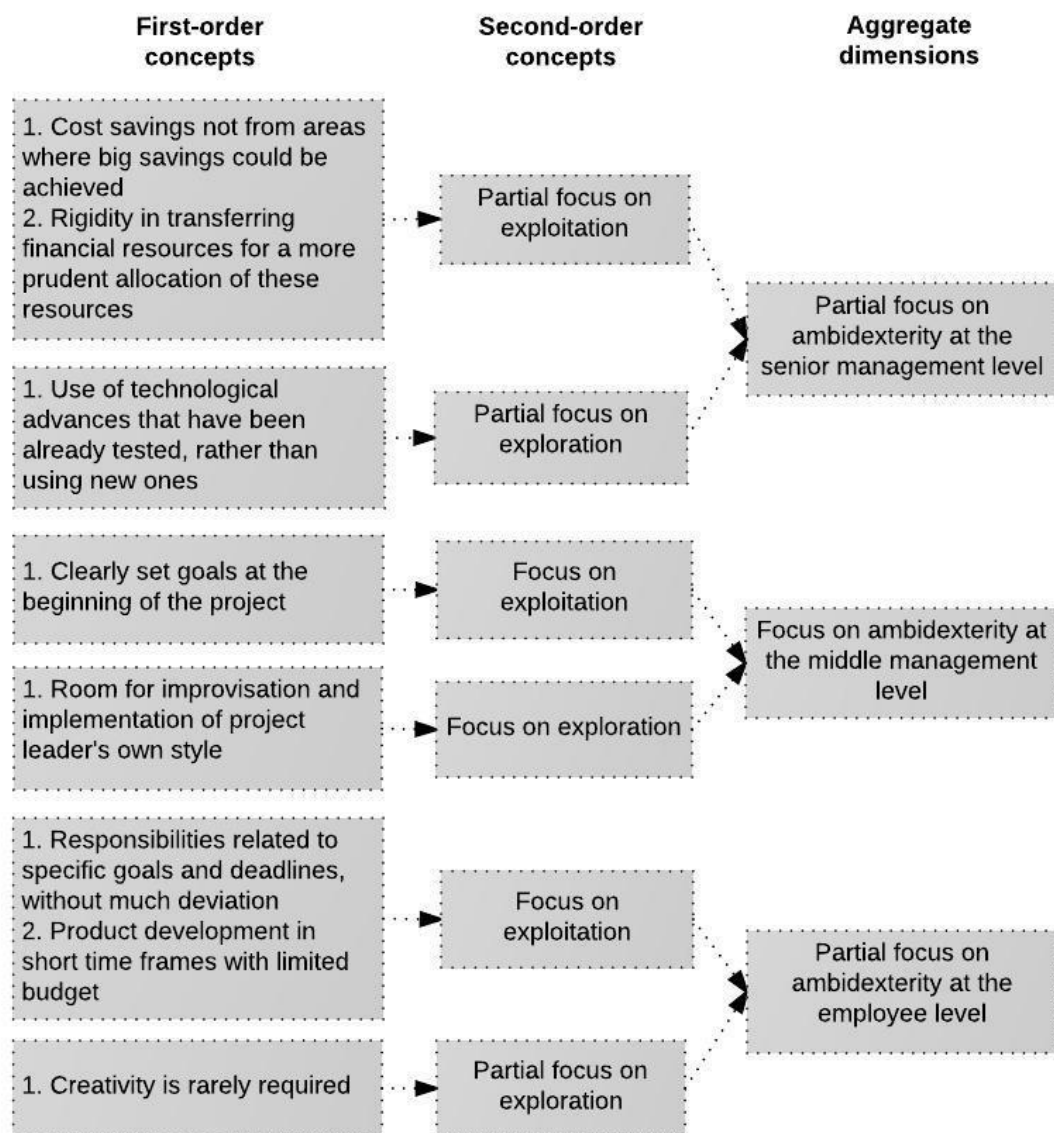 First-order
concepts
Second-order
concepts
Aggregate
dimensions
1. Cost savings not from areas
where big savings could be
achieved
2. Rigidity in transferring
financial resources for a more
prudent allocation of these
resources
Partial focus on
exploitation
Partial focus on
ambidexterity at the
senior management level
1. Use of technological
advances that have been
already tested, rather than
using new ones
Partial focus on
exploration
1. Clearly set goals at the
beginning of the project
Focus on
exploitation
Focus on ambidexterity at
the middle management
level
1. Room for improvisation and
implementation of project
leader's own style
Focus on exploration
1. Responsibilities related to
specific goals and deadlines,
without much deviation
2. Product development in
short time frames with limited
budget
Focus on
exploitation
Partial focus on
ambidexterity at the
employee level
1. Creativity is rarely required
Partial focus on
exploration